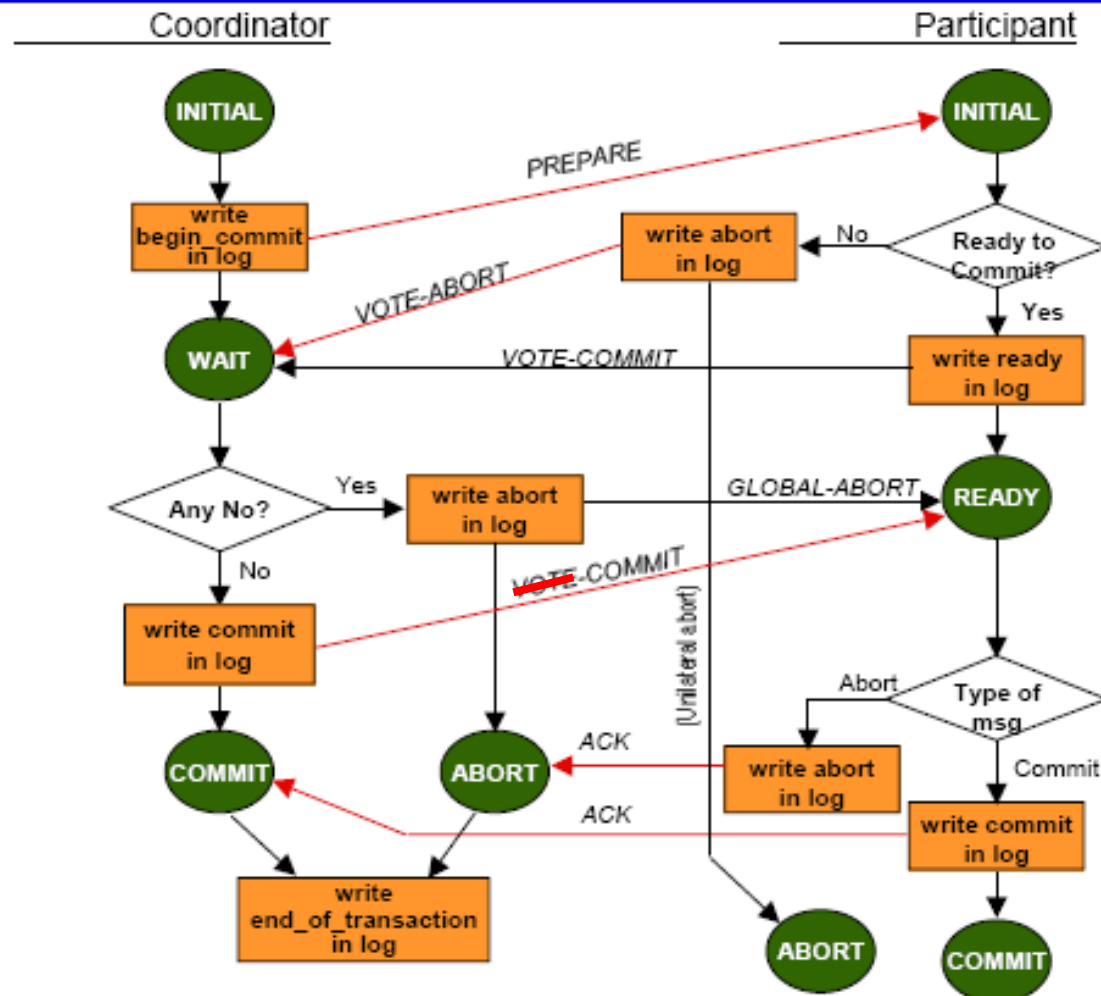 Coordinator
Participant
INITIAL
INITIAL
PREPARE
write
begin_commit
in log
write abort
in log
No
Ready to
Commit?
VOTE-ABORT
Yes
WAIT
VOTE-COMMIT
write ready
in log
Any No?
Yes
write abort
in log
GLOBAL-ABORT
READY
No
VOTE-COMMIT
write commit
in log
(Unilateral abort)
Abort
Type of
msg
COMMIT
ABORT
ACK
write abort
in log
Commit
ACK
write commit
in log
write
end_of_transaction
in log
ABORT
COMMIT